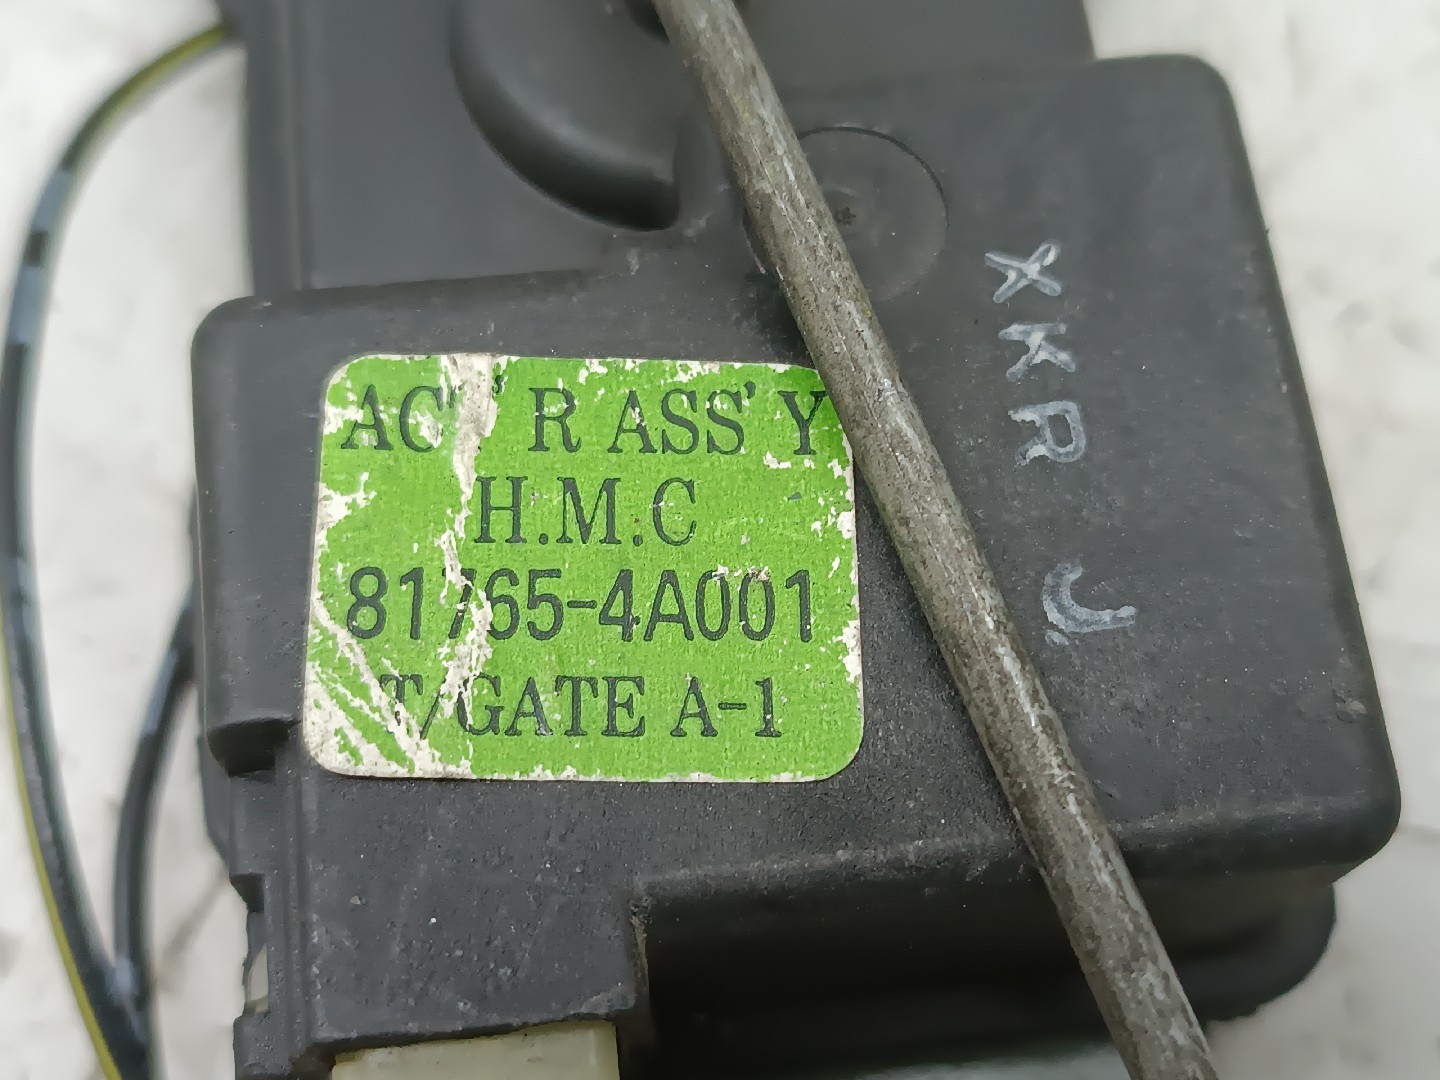 AC' ' R ASS'Y
H.M.C
81765-4A001
T/GATE A-1
XKR J